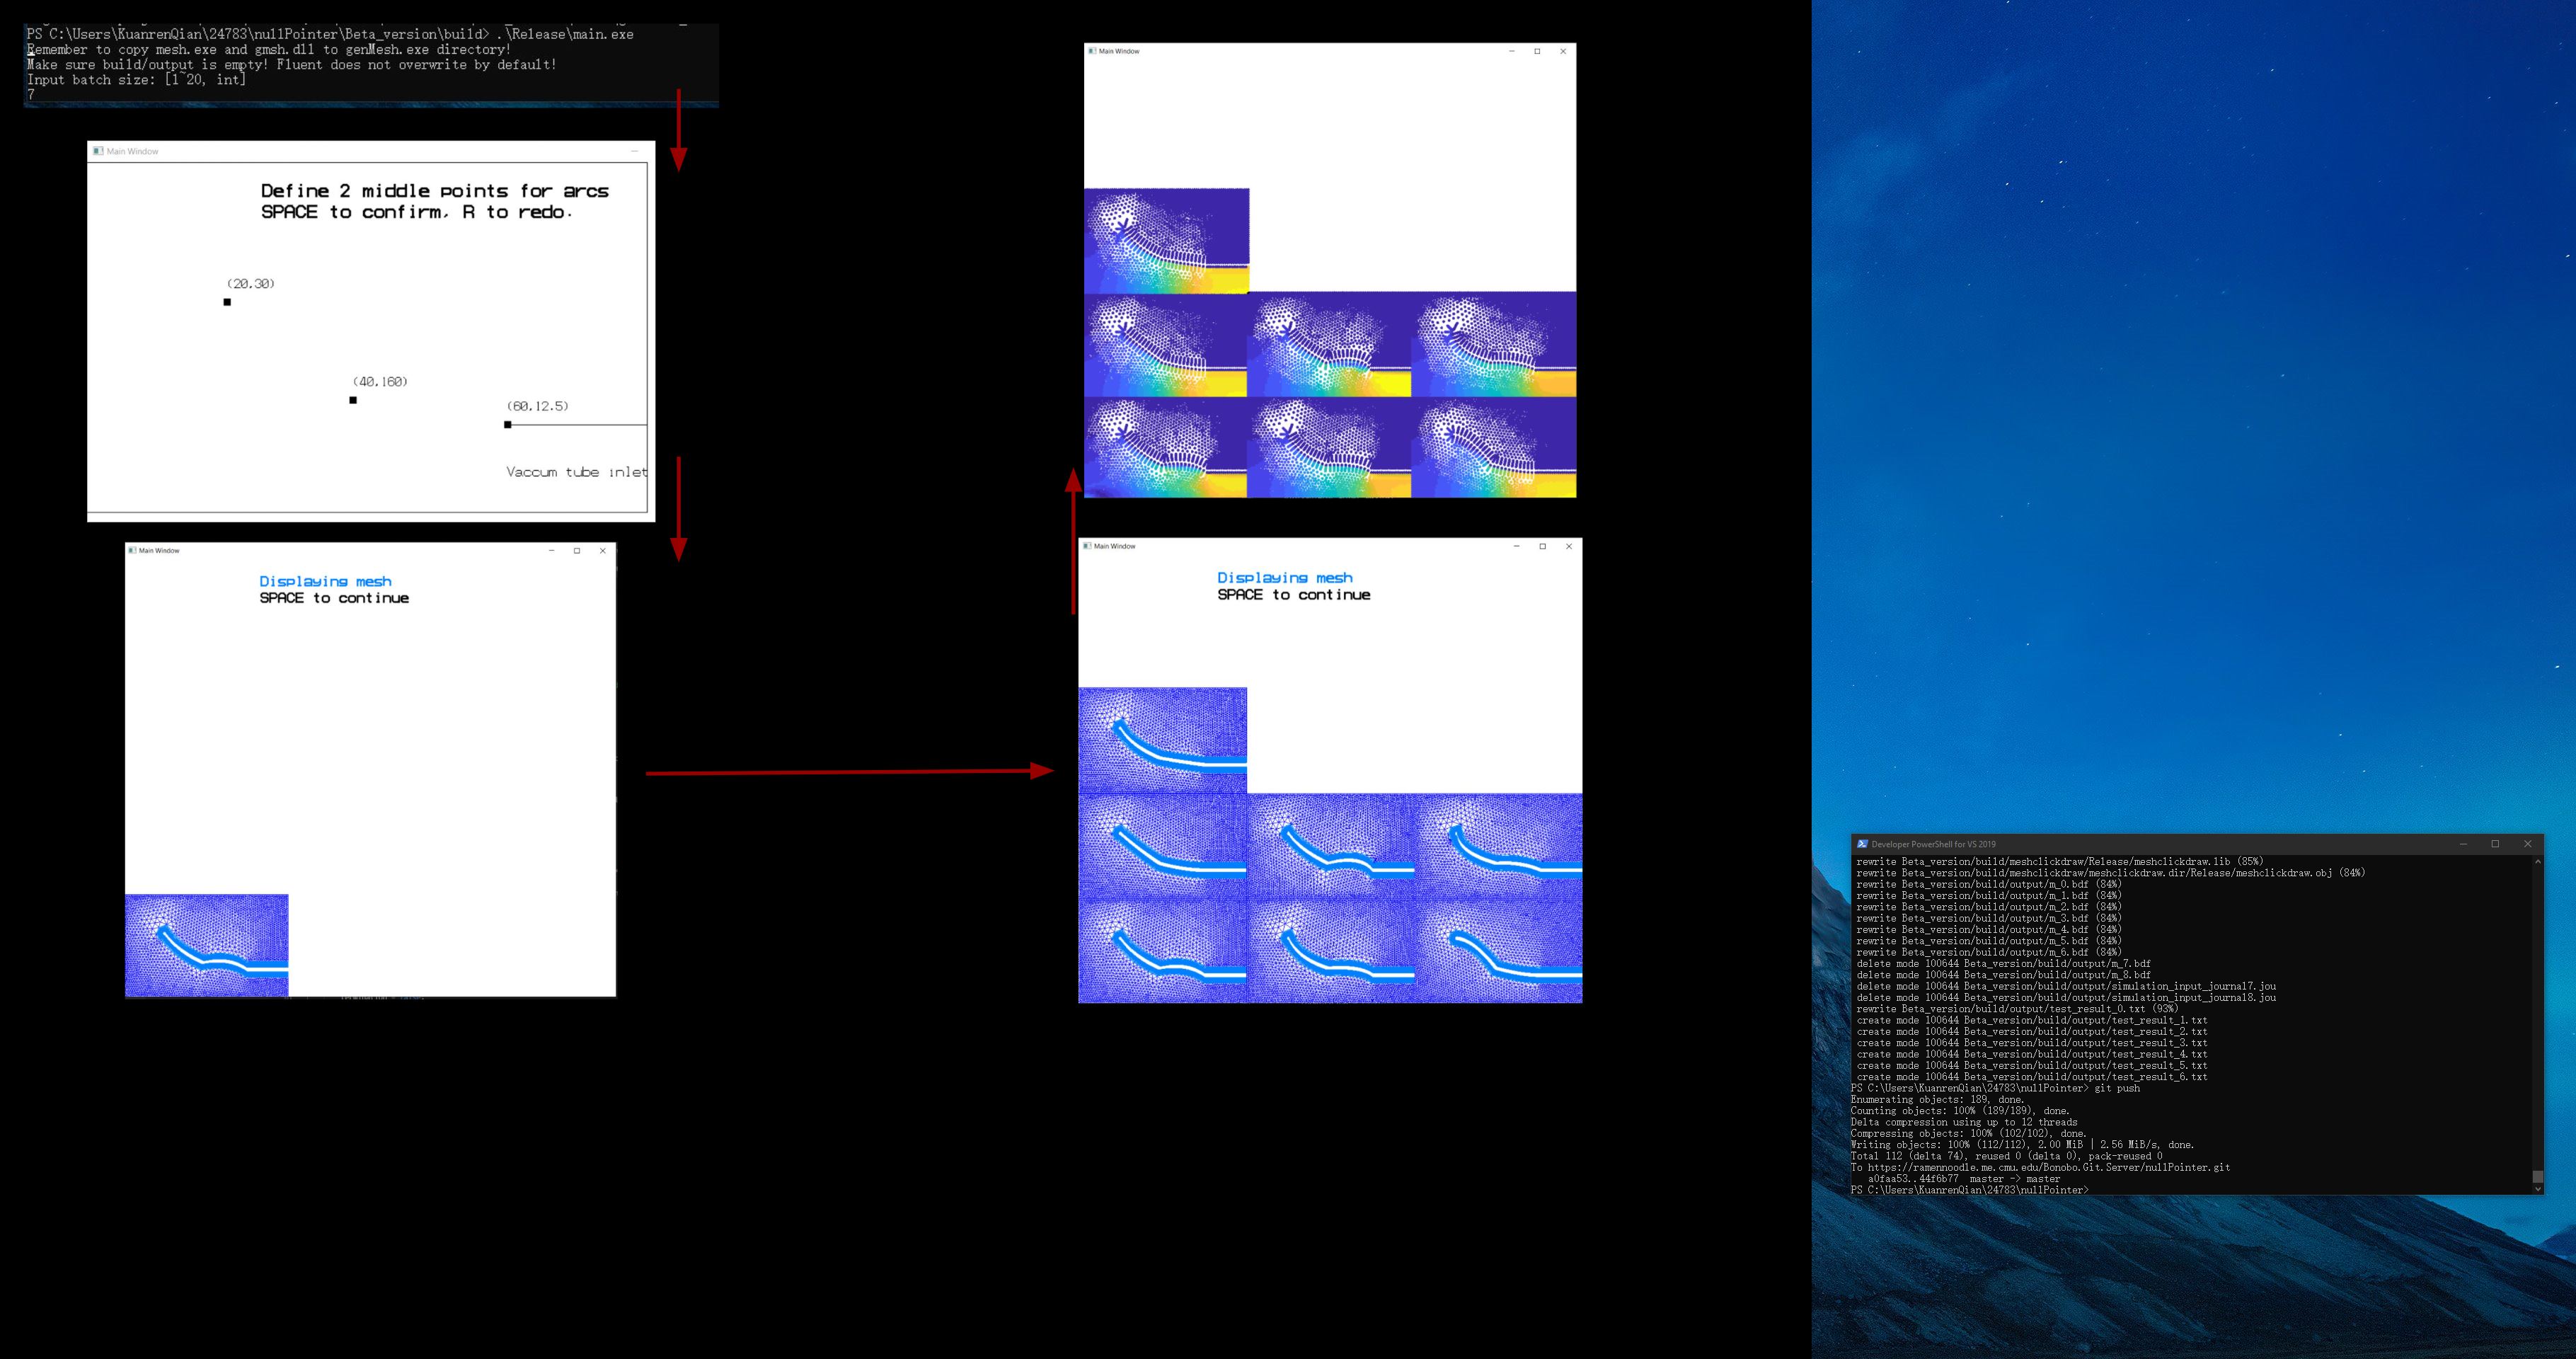 PS C:\Users\KuanrenQian\24783\nullPointer\Beta_version\build> .\Release\main.exe
Remember to copy mesh.exe and gmsh.dll to genMesh.exe directory!
Make sure build/output is empty! Fluent does not overwrite by default!
Input batch size: [1~20, int]
7
Main Window
Define 2 middle points for arcs
SPACE to confirm, R to redo.
(20,30)
(40,160)
(60,12.5)
Vaccum tube inlet
Main Window
Displaying mesh
SPACE to continue
Main Window
Main Window
Displaying mesh
SPACE to continue
Developer PowerShell for VS 2019
rewrite Beta_version/build/meshclickdraw/Release/meshclickdraw.lib (85%)
rewrite Beta_version/build/meshclickdraw/meshclickdraw.dir/Release/meshclickdraw.obj (84%)
rewrite Beta_version/build/output/m_0.bdf (84%)
rewrite Beta_version/build/output/m_1.bdf (84%)
rewrite Beta_version/build/output/m_2.bdf (84%)
rewrite Beta_version/build/output/m_3.bdf (84%)
rewrite Beta_version/build/output/m_4.bdf (84%)
rewrite Beta_version/build/output/m_5.bdf (84%)
rewrite Beta_version/build/output/m_6.bdf (84%)
delete mode 100644 Beta_version/build/output/m_7.bdf
delete mode 100644 Beta_version/build/output/m_8.bdf
delete mode 100644 Beta_version/build/output/simulation_input_journal7.jou
delete mode 100644 Beta_version/build/output/simulation_input_journal8.jou
rewrite Beta_version/build/output/test_result_0.txt (93%)
create mode 100644 Beta_version/build/output/test_result_1.txt
create mode 100644 Beta_version/build/output/test_result_2.txt
create mode 100644 Beta_version/build/output/test_result_3.txt
create mode 100644 Beta_version/build/output/test_result_4.txt
create mode 100644 Beta_version/build/output/test_result_5.txt
create mode 100644 Beta_version/build/output/test_result_6.txt
PS C:\Users\KuanrenQian\24783\nullPointer> git push
Enumerating objects: 189, done.
Counting objects: 100% (189/189), done.
Delta compression using up to 12 threads
Compressing objects: 100% (102/102), done.
Writing objects: 100% (112/112), 2.00 MiB | 2.56 MiB/s, done.
Total 112 (delta 74), reused 0 (delta 0), pack-reused 0
To https://ramennoodle.me.cmu.edu/Bonobo.Git.Server/nullPointer.git
a0faa53..44f6b77 master -> master
PS C:\Users\KuanrenQian\24783\nullPointer>